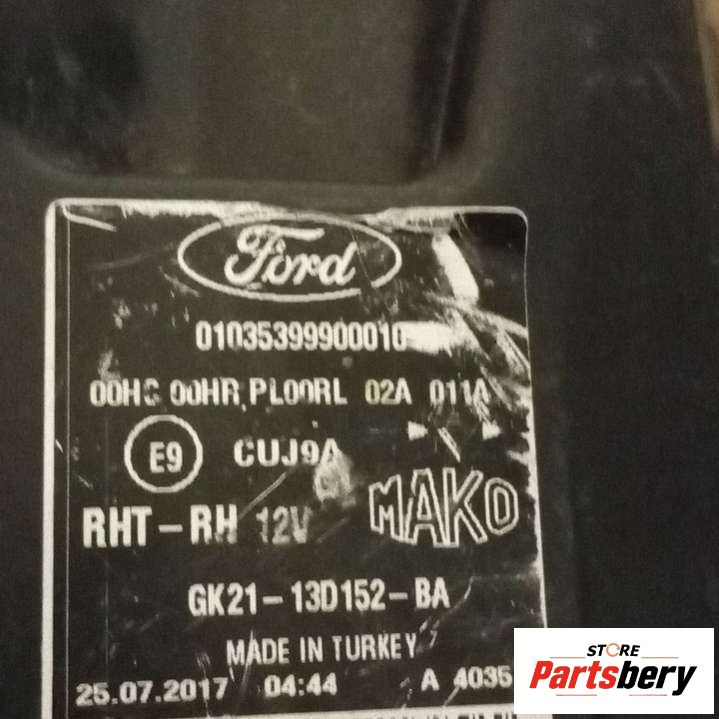 Ford
01035399900010
00HC 00HR PL00RL 02A 011A
E9 CUJ9A
RHT-RH 12V MAKO
GK21-13D152-BA
MADE IN TURKEY
25.07.2017 04:44 A 4035
STORE
Partsbery